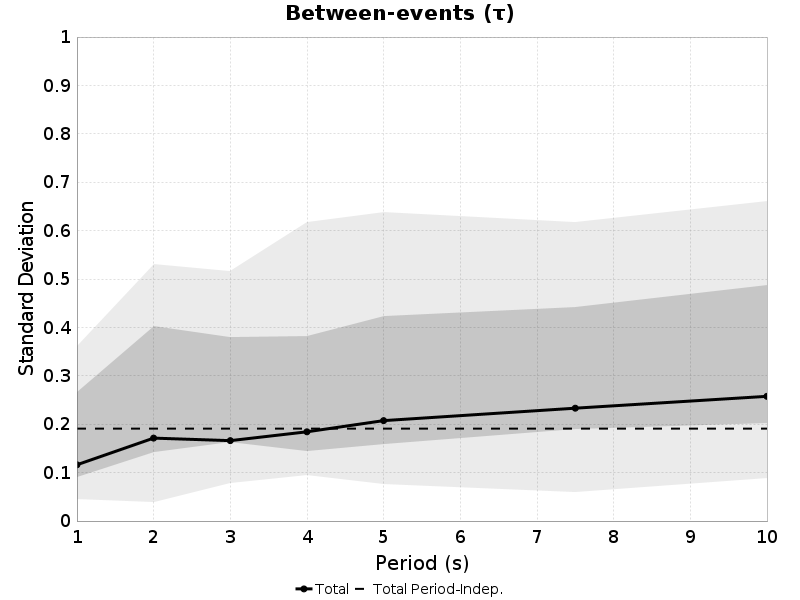 Between-events (τ)
1
0.9
0.8
0.7
0.6
0.5
0.4
0.3
0.2
0.1
0
Standard Deviation
1 2 3 4 5 6 7 8 9 10
Period (s)
Total Total Period-Indep.